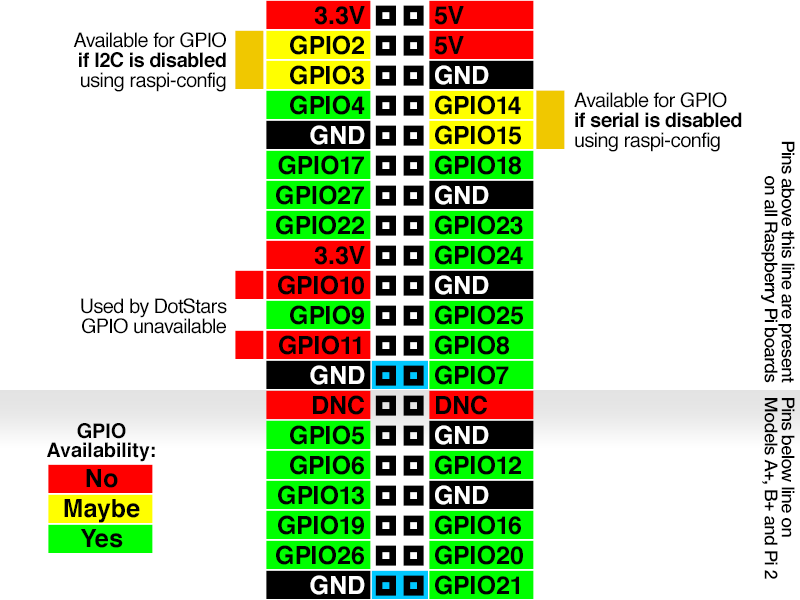 3.3V 5V
Available for GPIO
if I2C is disabled
using raspi-config
GPIO2 5V
GPIO3 GND
GPIO4 GPIO14
GND GPIO15
Available for GPIO
if serial is disabled
using raspi-config
GPIO17 GPIO18
GPIO27 GND
GPIO22 GPIO23
3.3V GPIO24
GPIO10 GND
Used by DotStars
GPIO unavailable
GPIO9 GPIO25
GPIO11 GPIO8
GND GPIO7
Pins above this line are present
on all Raspberry Pi boards
DNC DNC
GPIO5 GND
GPIO6 GPIO12
GPIO13 GND
GPIO19 GPIO16
GPIO26 GPIO20
GND GPIO21
Pins below line on
Models A+, B+ and Pi 2
GPIO
Availability:
No
Maybe
Yes